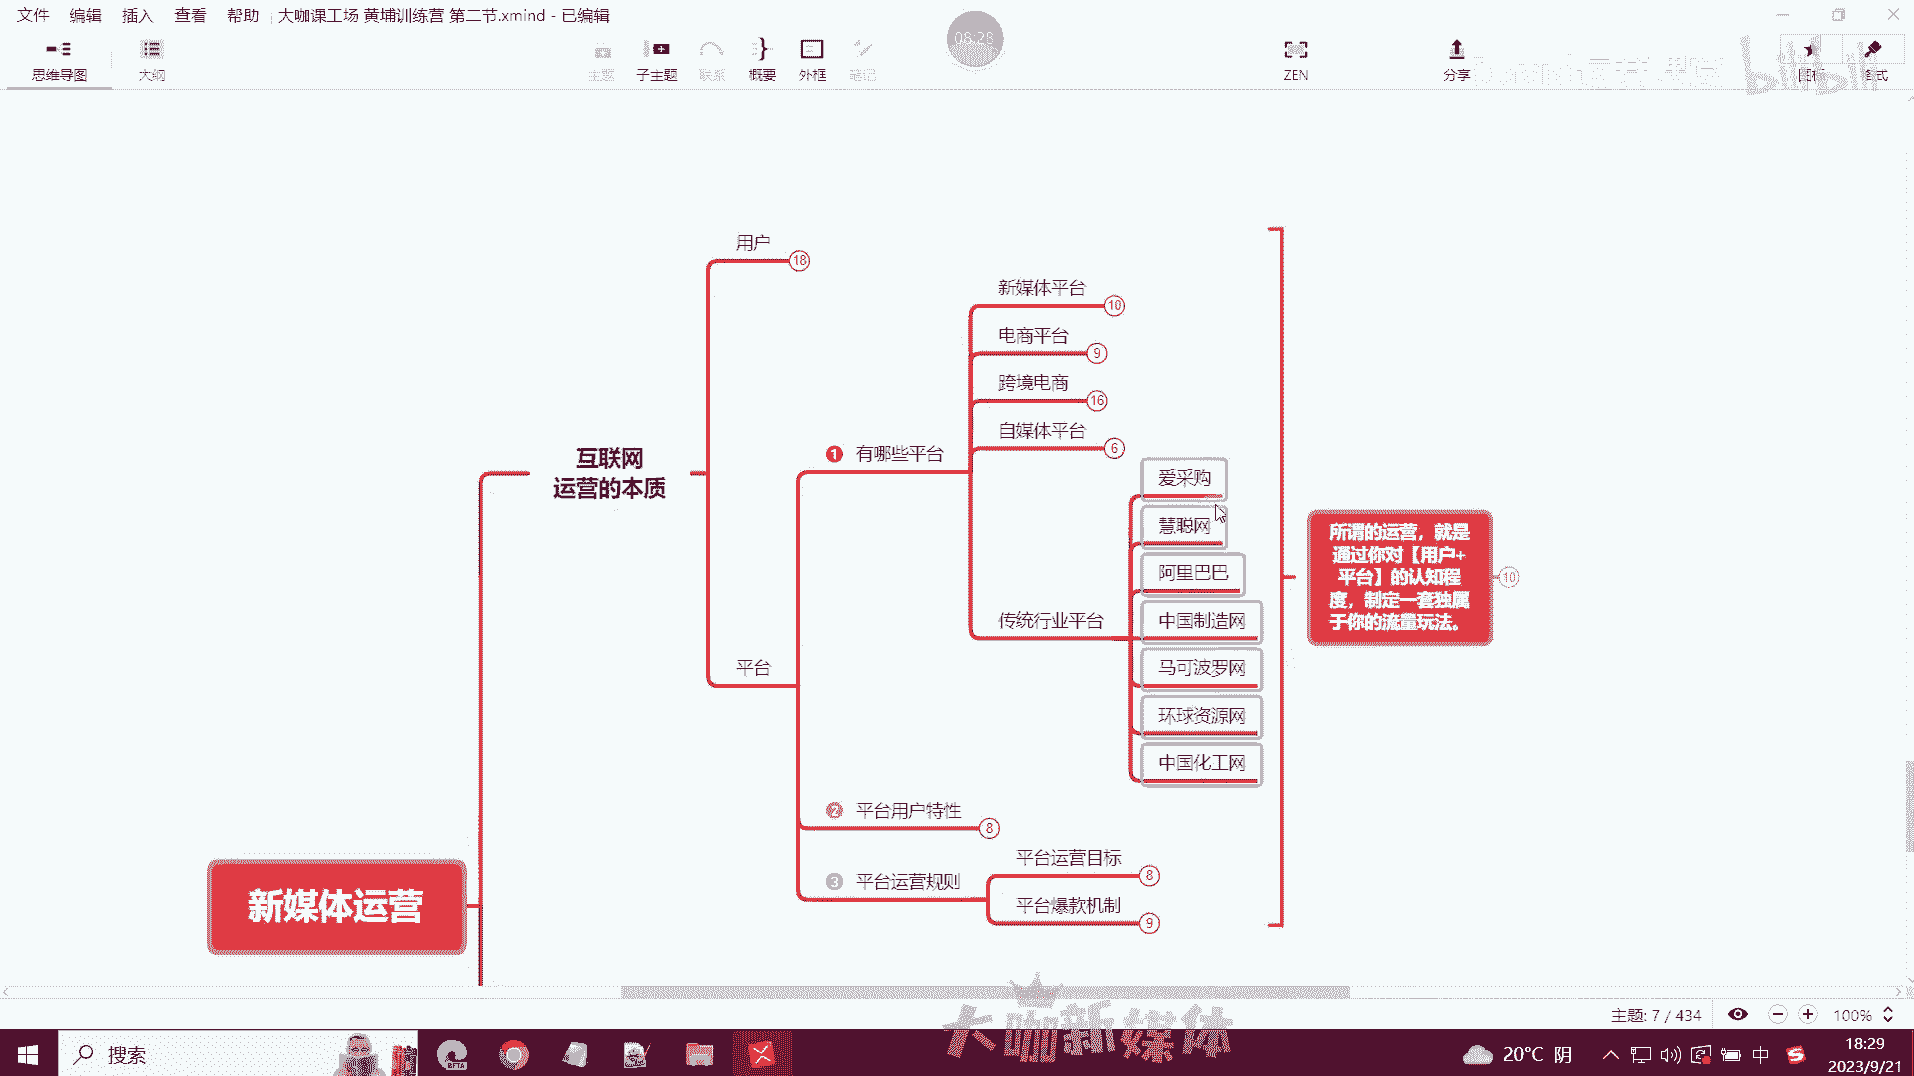 文件 编辑 插入 查看 帮助 大咖课工场 黄埔训练营 第二节.xmind - 已编辑
08:28
思维导图 大纲 主题 子主题 联系 概要 外框 笔记 ZEN 分享 图标 格式
bilibili
用户 18
新媒体平台 10
电商平台 9
跨境电商 16
自媒体平台 6
1 有哪些平台
互联网
运营的本质
爱采购
慧聪网
阿里巴巴
中国制造网
马可波罗网
环球资源网
中国化工网
传统行业平台
所谓的运营，就是
通过你对【用户+
平台】的认知程
度，制定一套独属
于你的流量玩法。
10
平台
2 平台用户特性 8
平台运营目标 8
3 平台运营规则
平台爆款机制 9
新媒体运营
大咖新媒体
主题: 7 / 434 100%
搜索
BETA
20°C 阴
中
18:29
2023/9/21